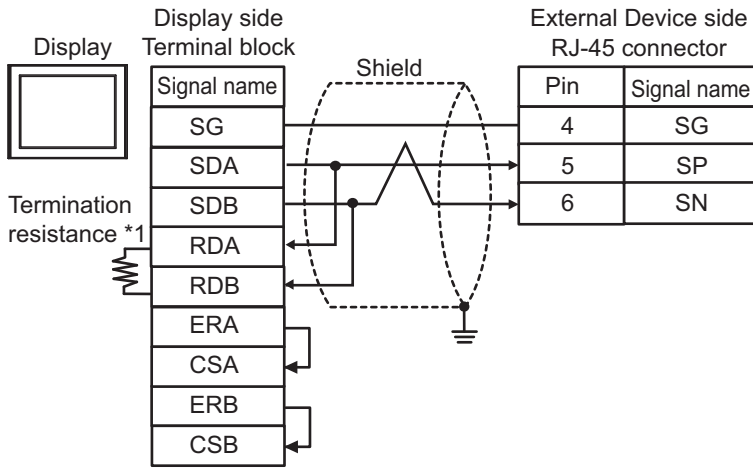 Display
Display side
Terminal block
Signal name
SG
SDA
SDB
RDA
RDB
ERA
CSA
ERB
CSB
Termination
resistance *1
Shield
External Device side
RJ-45 connector
Pin Signal name
4 SG
5 SP
6 SN